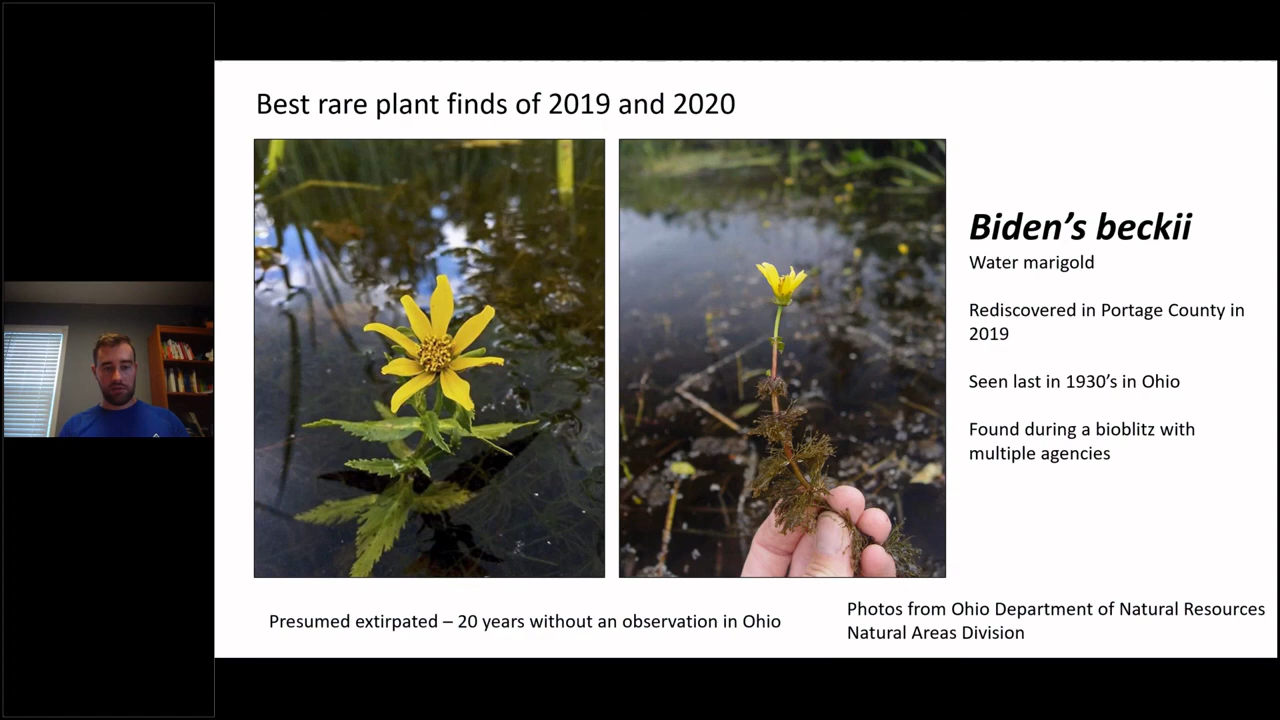 Best rare plant finds of 2019 and 2020
Biden’s beckii
Water marigold
Rediscovered in Portage County in
2019
Seen last in 1930’s in Ohio
Found during a bioblitz with
multiple agencies
Presumed extirpated – 20 years without an observation in Ohio
Photos from Ohio Department of Natural Resources
Natural Areas Division